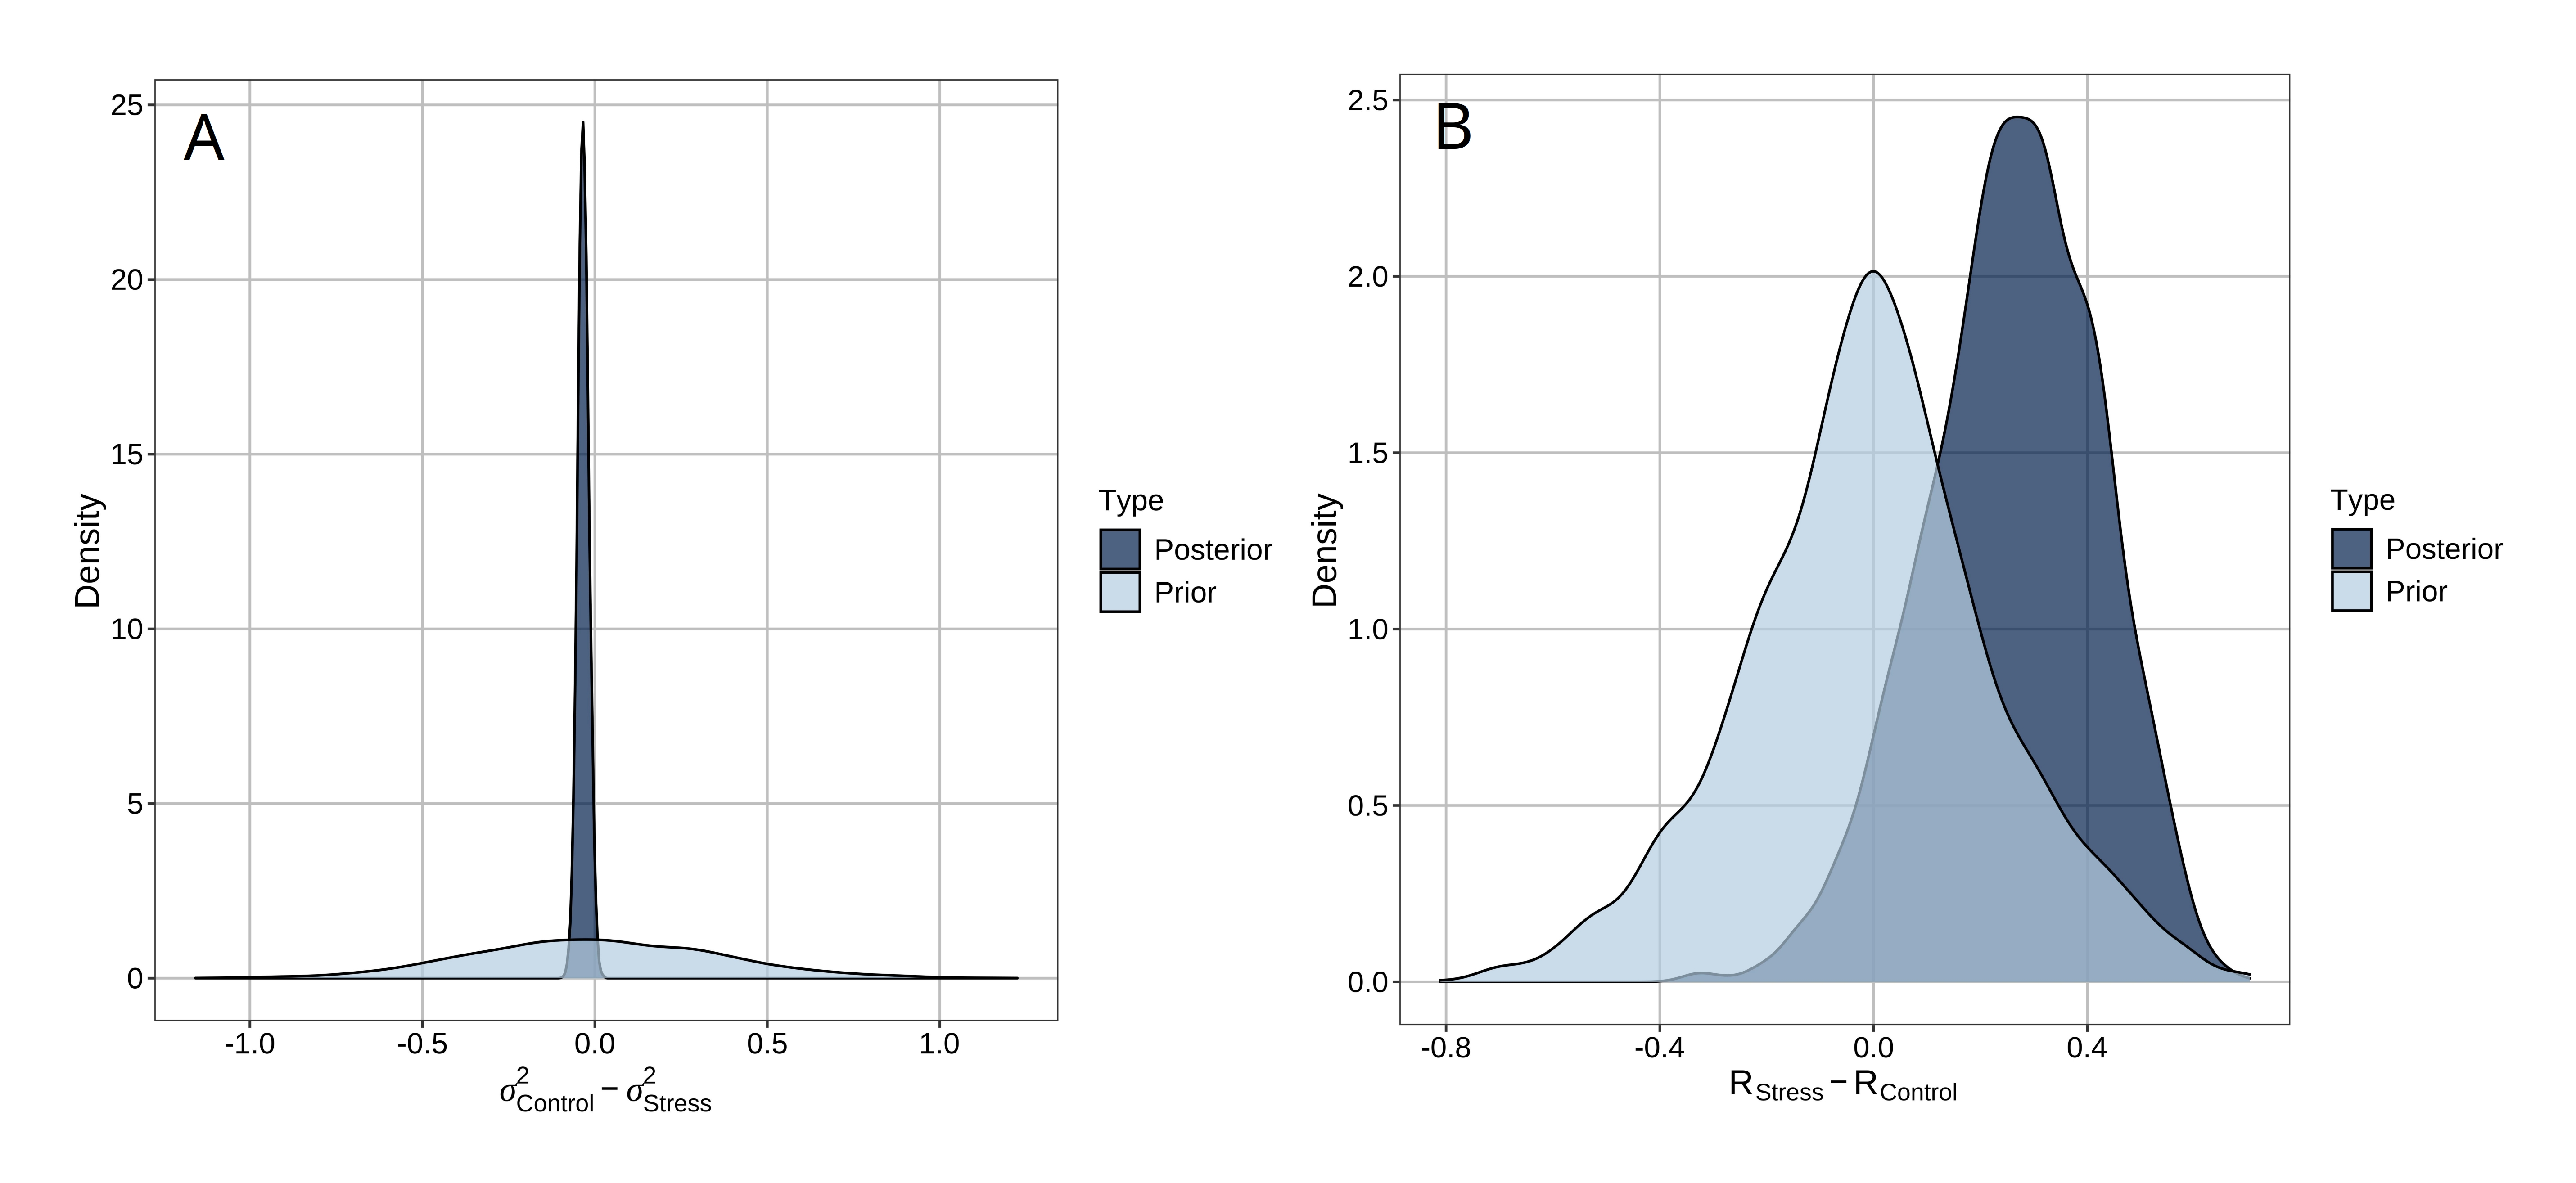 A
25
20
15
10
5
0
Density
-1.0 -0.5 0.0 0.5 1.0
σ²Control − σ²Stress
Type
Posterior
Prior
B
2.5
2.0
1.5
1.0
0.5
0.0
Density
-0.8 -0.4 0.0 0.4
RStress − RControl
Type
Posterior
Prior